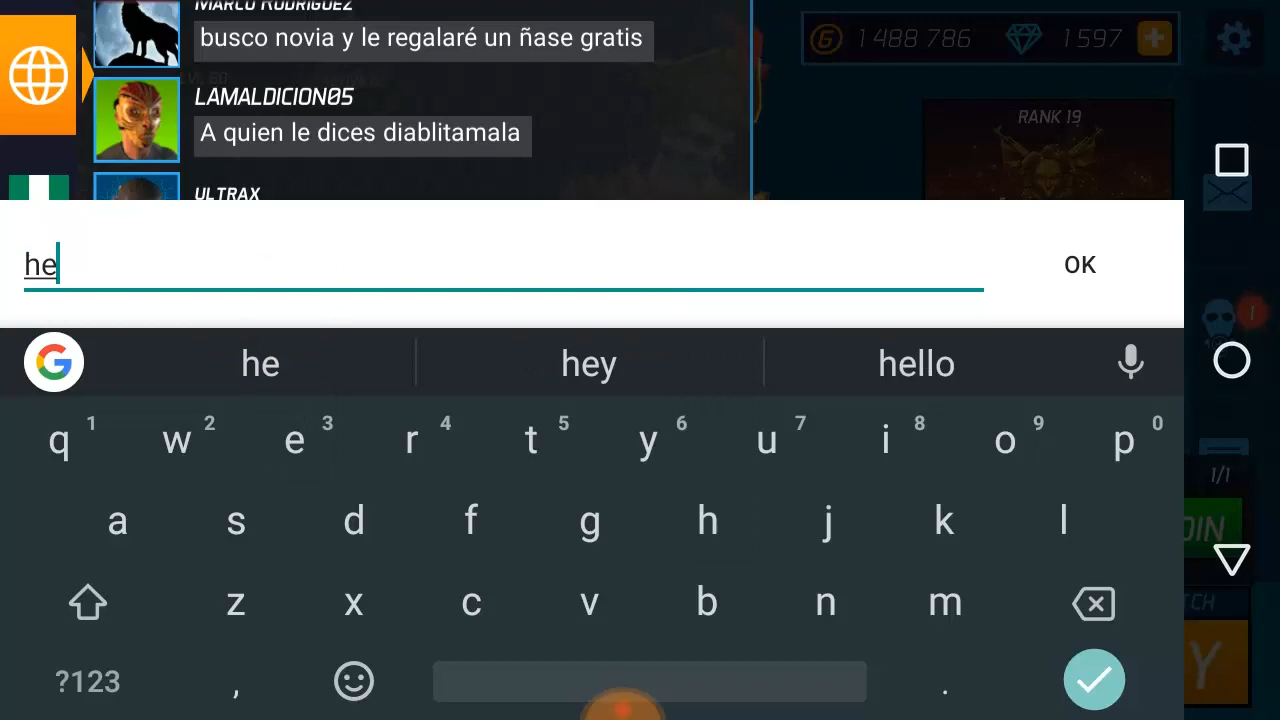 MARCO RODRIGUEZ
busco novia y le regalaré un ñase gratis
LAMALDICION05
A quien le dices diablitamala
ULTRAX
G 1 488 786 1 597 +
RANK 19
he
OK
1
1/1
he hey hello
q 1 w 2 e 3 r 4 t 5 y 6 u 7 i 8 o 9 p 0
a s d f g h j k l
z x c v b n m
?123 , .